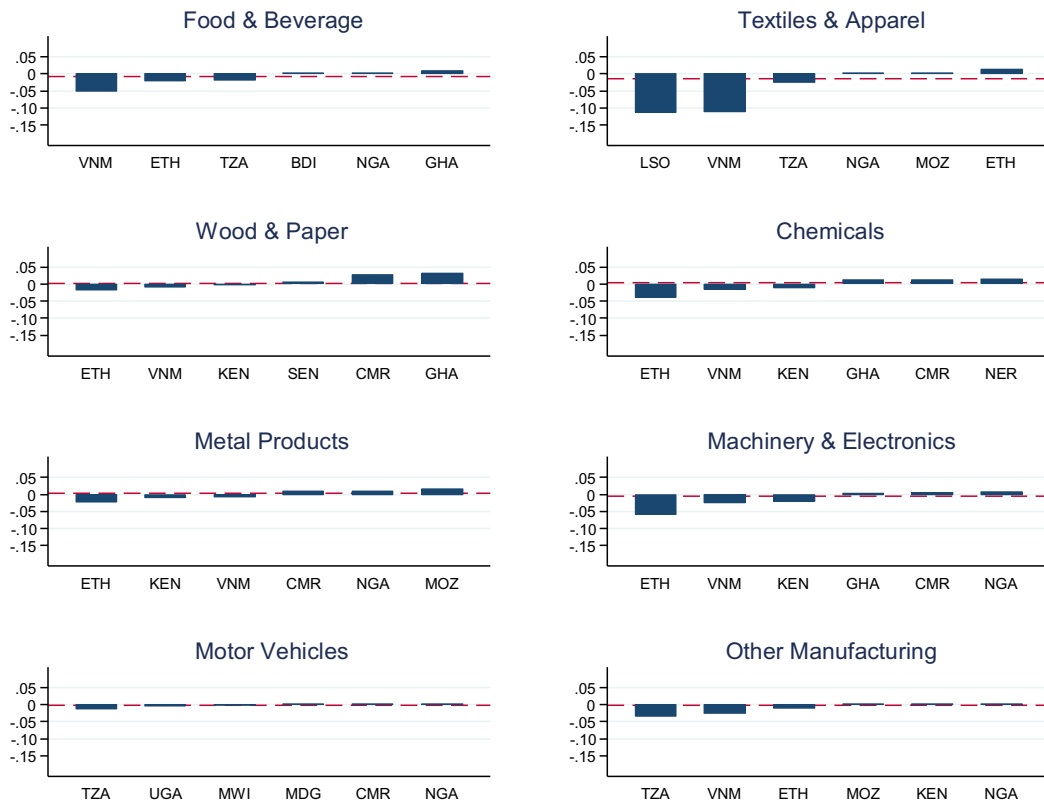 Food & Beverage
.05
0
-.05
-.10
-.15
VNM ETH TZA BDI NGA GHA
Textiles & Apparel
.05
0
-.05
-.10
-.15
LSO VNM TZA NGA MOZ ETH
Wood & Paper
.05
0
-.05
-.10
-.15
ETH VNM KEN SEN CMR GHA
Chemicals
.05
0
-.05
-.10
-.15
ETH VNM KEN GHA CMR NER
Metal Products
.05
0
-.05
-.10
-.15
ETH KEN VNM CMR NGA MOZ
Machinery & Electronics
.05
0
-.05
-.10
-.15
ETH VNM KEN GHA CMR NGA
Motor Vehicles
.05
0
-.05
-.10
-.15
TZA UGA MWI MDG CMR NGA
Other Manufacturing
.05
0
-.05
-.10
-.15
TZA VNM ETH MOZ KEN NGA